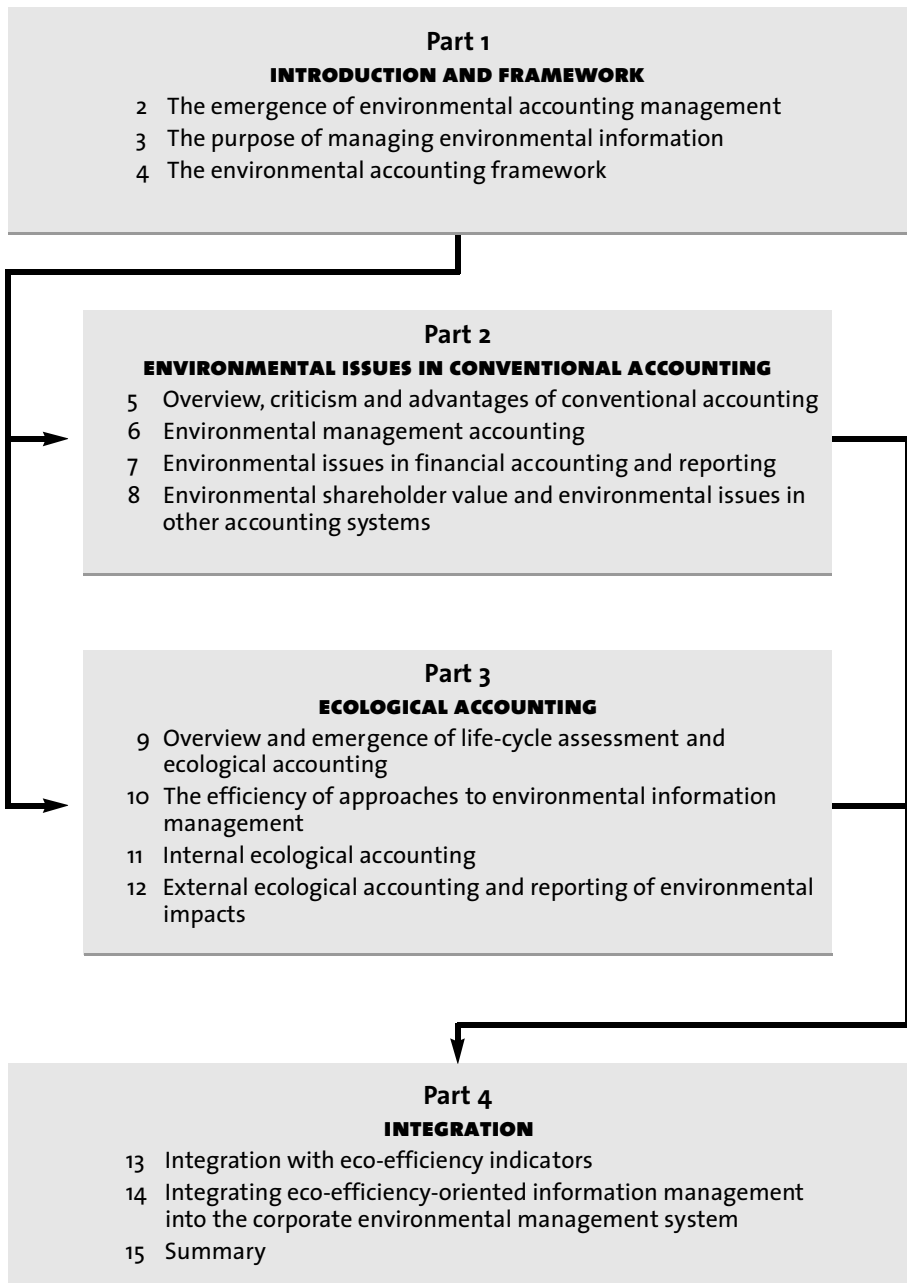 Part 1
INTRODUCTION AND FRAMEWORK
2 The emergence of environmental accounting management
3 The purpose of managing environmental information
4 The environmental accounting framework
Part 2
ENVIRONMENTAL ISSUES IN CONVENTIONAL ACCOUNTING
5 Overview, criticism and advantages of conventional accounting
6 Environmental management accounting
7 Environmental issues in financial accounting and reporting
8 Environmental shareholder value and environmental issues in
other accounting systems
Part 3
ECOLOGICAL ACCOUNTING
9 Overview and emergence of life-cycle assessment and
ecological accounting
10 The efficiency of approaches to environmental information
management
11 Internal ecological accounting
12 External ecological accounting and reporting of environmental
impacts
Part 4
INTEGRATION
13 Integration with eco-efficiency indicators
14 Integrating eco-efficiency-oriented information management
into the corporate environmental management system
15 Summary